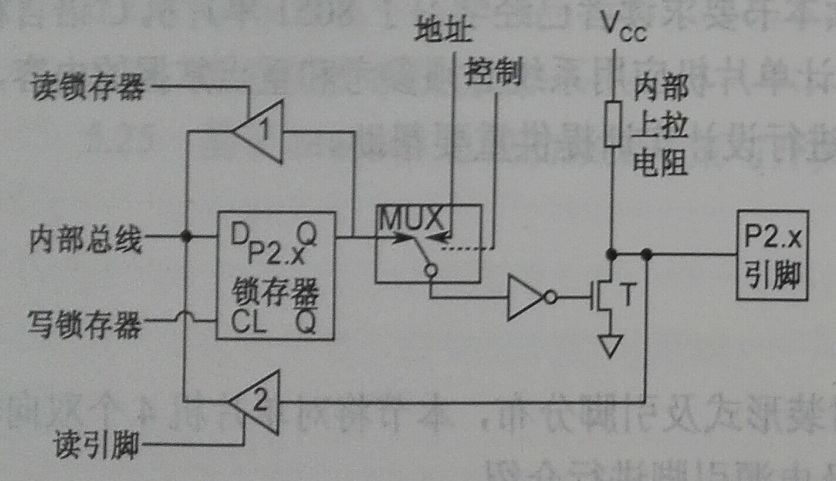 地址
控制
VCC
读锁存器
1
内部
上拉
电阻
内部总线
D Q
P2.x
锁存器
CL Q̅
MUX
P2.x
引脚
T
写锁存器
2
读引脚